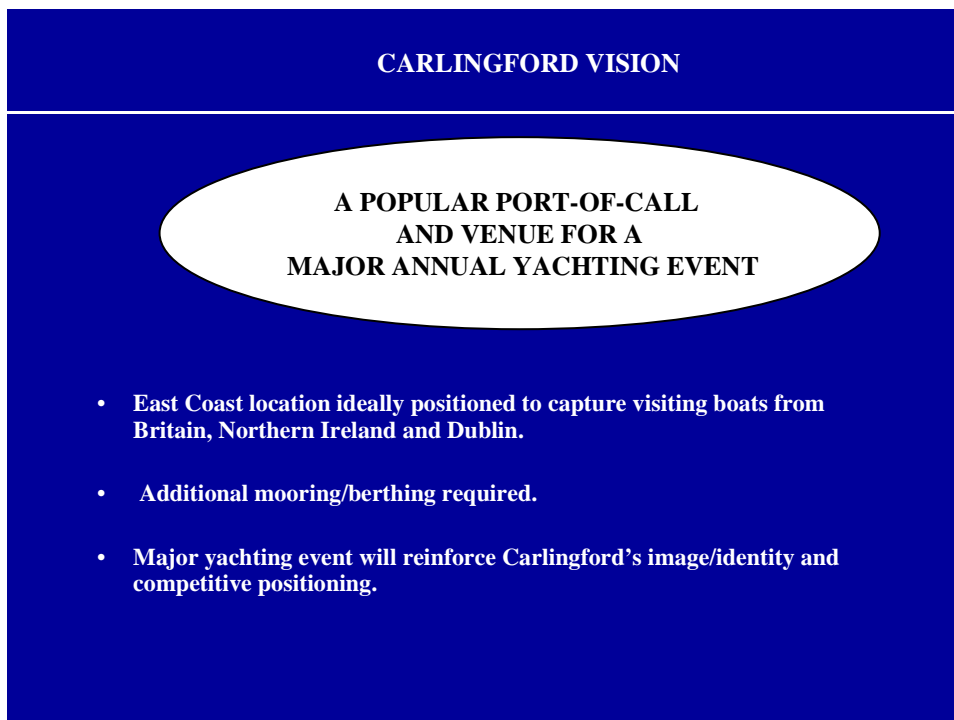 CARLINGFORD VISION
A POPULAR PORT-OF-CALL
AND VENUE FOR A
MAJOR ANNUAL YACHTING EVENT
• East Coast location ideally positioned to capture visiting boats from
Britain, Northern Ireland and Dublin.
• Additional mooring/berthing required.
• Major yachting event will reinforce Carlingford’s image/identity and
competitive positioning.